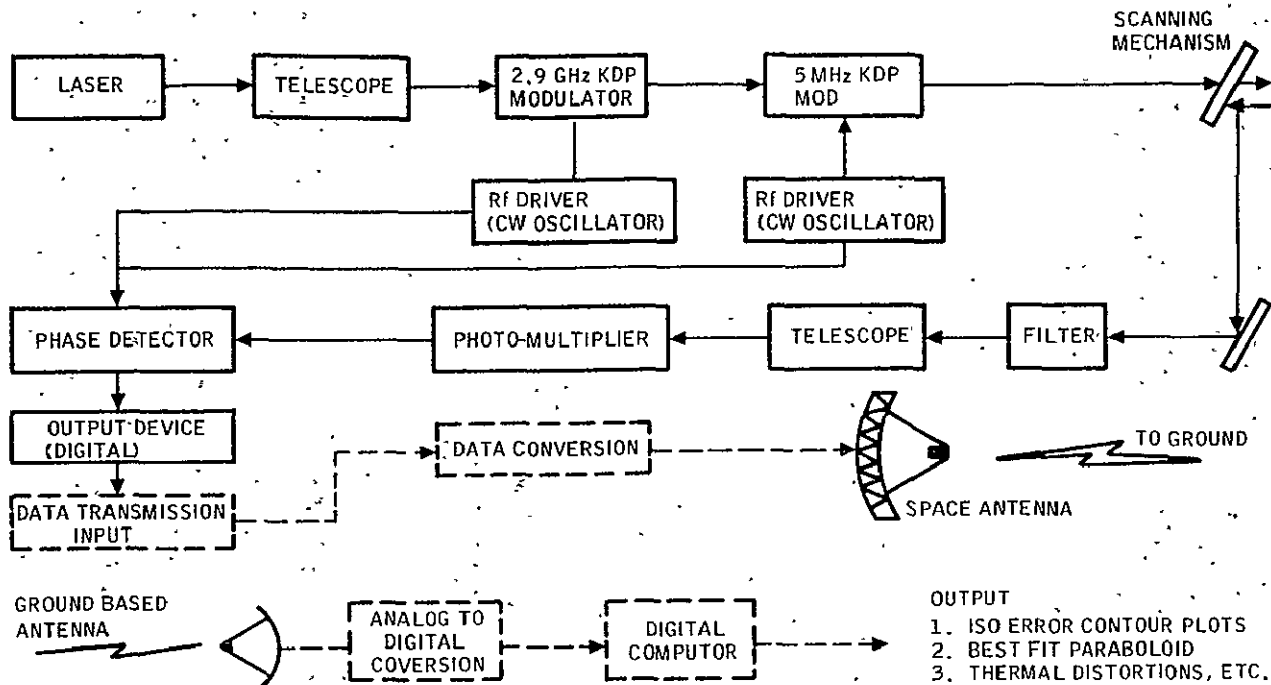 SCANNING
MECHANISM
LASER
TELESCOPE
2.9 GHz KDP
MODULATOR
5 MHz KDP
MOD
Rf DRIVER
(CW OSCILLATOR)
Rf DRIVER
(CW OSCILLATOR)
PHASE DETECTOR
PHOTO-MULTIPLIER
TELESCOPE
FILTER
OUTPUT DEVICE
(DIGITAL)
DATA CONVERSION
TO GROUND
DATA TRANSMISSION
INPUT
SPACE ANTENNA
GROUND BASED
ANTENNA
ANALOG TO
DIGITAL
COVERSION
DIGITAL
COMPUTOR
OUTPUT
1. ISO ERROR CONTOUR PLOTS
2. BEST FIT PARABOLOID
3. THERMAL DISTORTIONS, ETC.